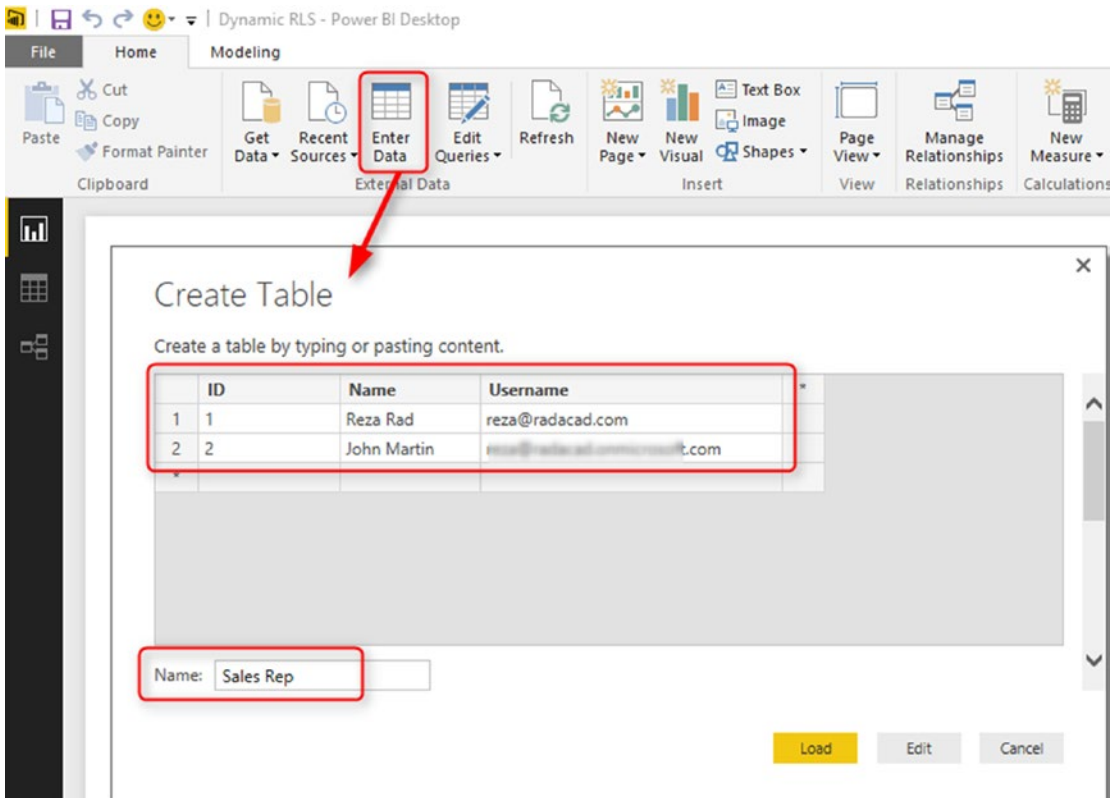 Dynamic RLS - Power BI Desktop
File Home Modeling
Paste
Cut
Copy
Format Painter
Get Data
Recent Sources
Enter Data
Edit Queries
Refresh
New Page
New Visual
Text Box
Image
Shapes
Page View
Manage Relationships
New Measure
Clipboard External Data Insert View Relationships Calculations
Create Table
Create a table by typing or pasting content.
ID Name Username *
1 1 Reza Rad reza@radacad.com
2 2 John Martin .com
*
Name: Sales Rep
Load Edit Cancel